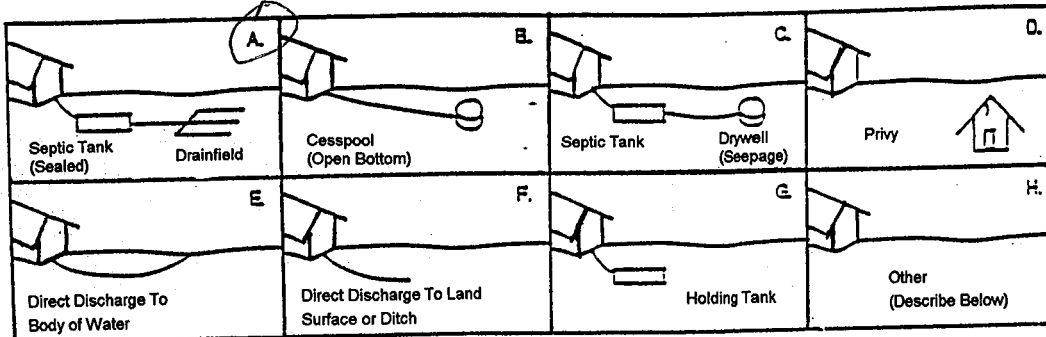 A.
Septic Tank
(Sealed)
Drainfield
B.
Cesspool
(Open Bottom)
C.
Septic Tank
Drywell
(Seepage)
D.
Privy
E.
Direct Discharge To
Body of Water
F.
Direct Discharge To Land
Surface or Ditch
G.
Holding Tank
H.
Other
(Describe Below)